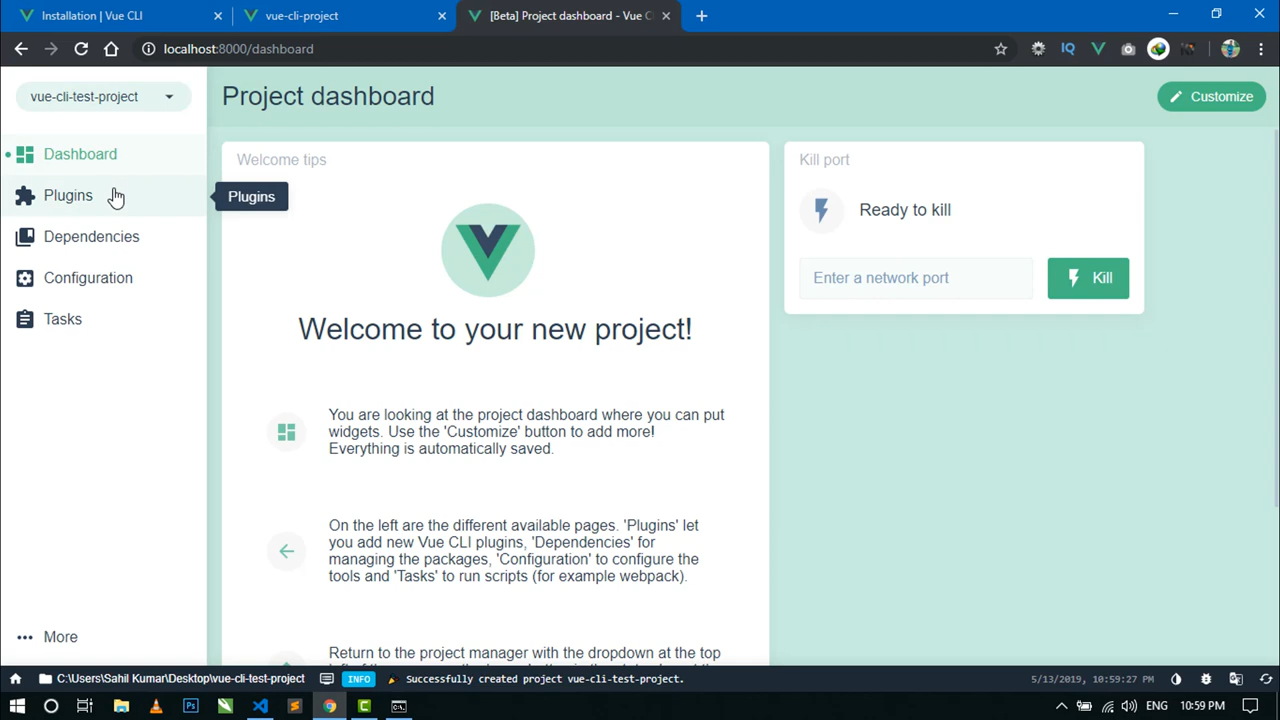 Installation | Vue CLI
vue-cli-project
[Beta] Project dashboard - Vue C
localhost:8000/dashboard
IQ
vue-cli-test-project
Project dashboard
Customize
Dashboard
Plugins
Plugins
Dependencies
Configuration
Tasks
More
Welcome tips
Welcome to your new project!
You are looking at the project dashboard where you can put
widgets. Use the 'Customize' button to add more!
Everything is automatically saved.
On the left are the different available pages. 'Plugins' let
you add new Vue CLI plugins, 'Dependencies' for
managing the packages, 'Configuration' to configure the
tools and 'Tasks' to run scripts (for example webpack).
Return to the project manager with the dropdown at the top
Kill port
Ready to kill
Enter a network port
Kill
C:\Users\Sahil Kumar\Desktop\vue-cli-test-project
INFO
Successfully created project vue-cli-test-project.
5/13/2019, 10:59:27 PM
ENG
10:59 PM